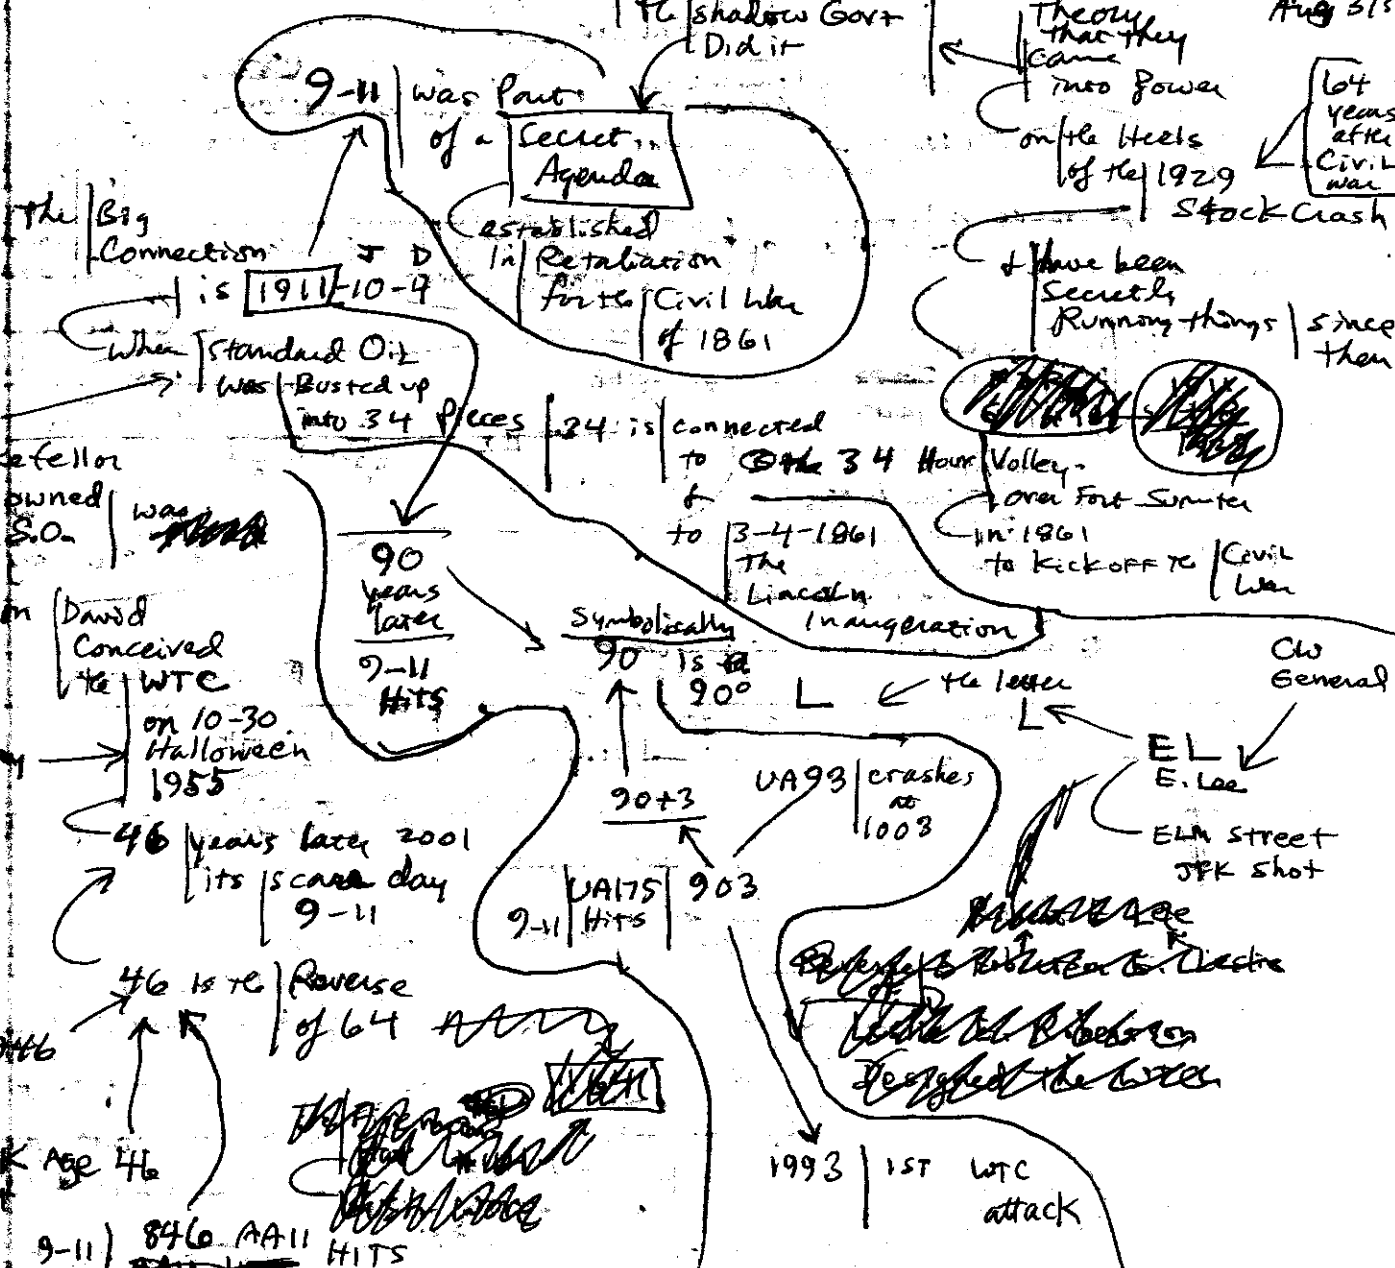 the shadow Govt
Did it
9-11 was Part
of a Secret
Agenda
established
in Retaliation
for the Civil War
of 1861
Theory
that they
came
into power
on the Heels
of the 1929
Stock Crash
Aug 31s
64
years
after
Civil
war
& have been
secretly
Running things since
then
The Big
Connection
J D
is 1911-10-9
when Standard Oil
was Busted up
into 34 Pieces
34 is connected
to the 34 Hour Volley
over Fort Sumter
in 1861
to kick off the Civil
War
&
to 3-4-1861
The
Lincoln
Inaugeration
efellor
owned
S.O.
was
David
Conceived
the WTC
on 10-30
Halloween
1955
46 years later 2001
its scare day
9-11
46 is the Reverse
of 64
46
K Age 46
9-11 846 AA11
HITS
90
years
later
9-11
HITS
Symbolically
90 is a
90° L
the letter
L
EL
E. Lee
CW
General
ELM Street
JFK Shot
90+3
UA93 crashes
at
1003
9-11 UA175
Hits
903
1993 1ST WTC
attack